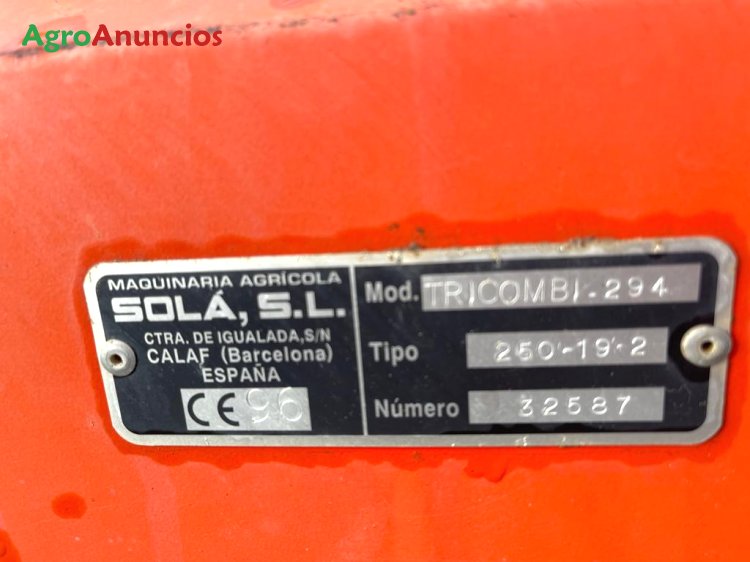 AgroAnuncios
MAQUINARIA AGRÍCOLA
SOLÁ, S.L.
CTRA. DE IGUALADA, S/N
CALAF (Barcelona)
ESPAÑA
CE 96
Mod. TRICOMBI-294
Tipo 250-19-2
Número 32587